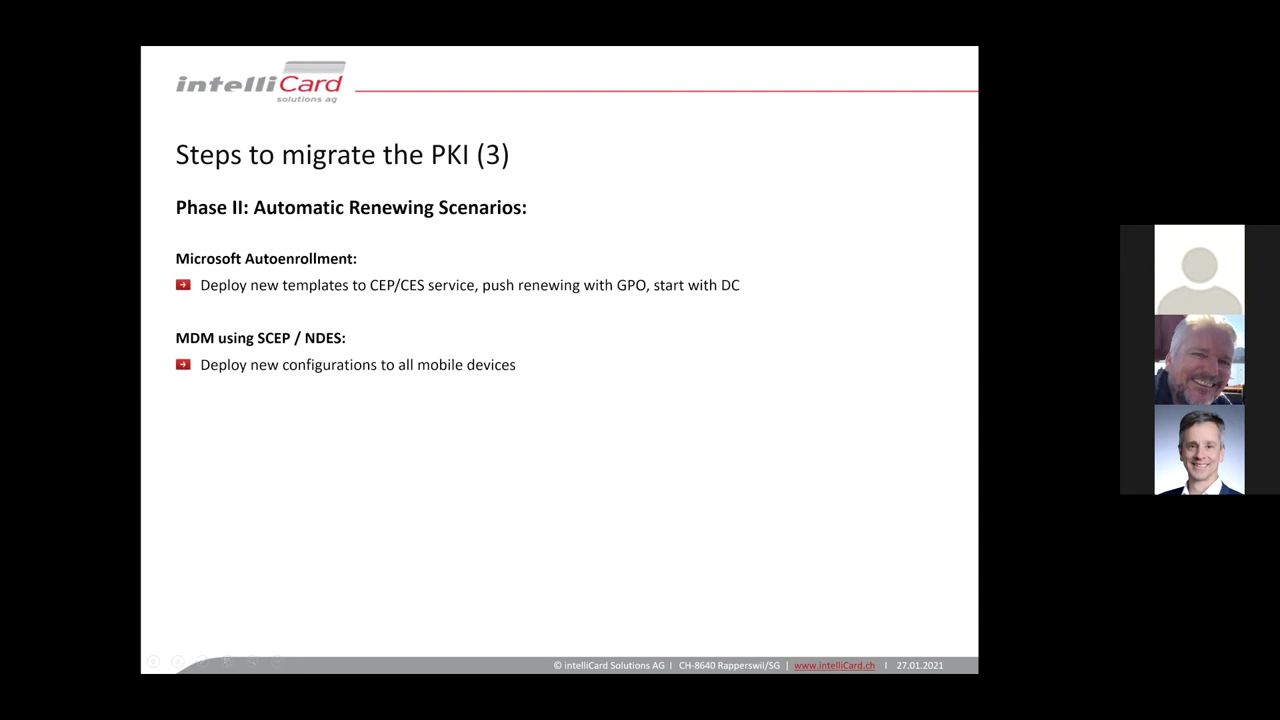 intelliCard
solutions ag
Steps to migrate the PKI (3)
Phase II: Automatic Renewing Scenarios:
Microsoft Autoenrollment:
Deploy new templates to CEP/CES service, push renewing with GPO, start with DC
MDM using SCEP / NDES:
Deploy new configurations to all mobile devices
© intelliCard Solutions AG I CH-8640 Rapperswil/SG | www.intelliCard.ch I 27.01.2021